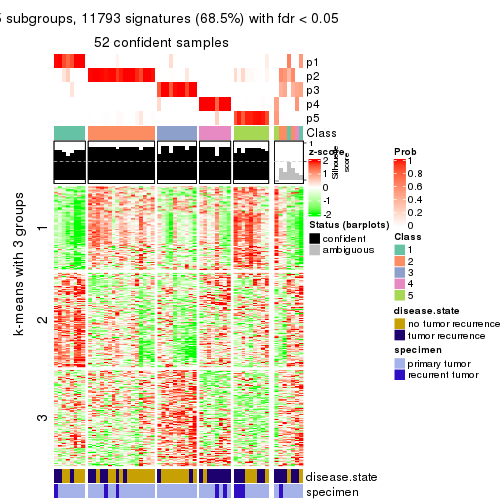 5 subgroups, 11793 signatures (68.5%) with fdr < 0.05
52 confident samples
p1
p2
p3
p4
p5
Class
1
z-score
2
1
0
-1
-2
Silhouette
score
Prob
1
0.8
0.6
0.4
0.2
0
Status (barplots)
confident
ambiguous
Class
1
2
3
4
5
disease.state
no tumor recurrence
tumor recurrence
specimen
primary tumor
recurrent tumor
k-means with 3 groups
1
2
3
disease.state
specimen